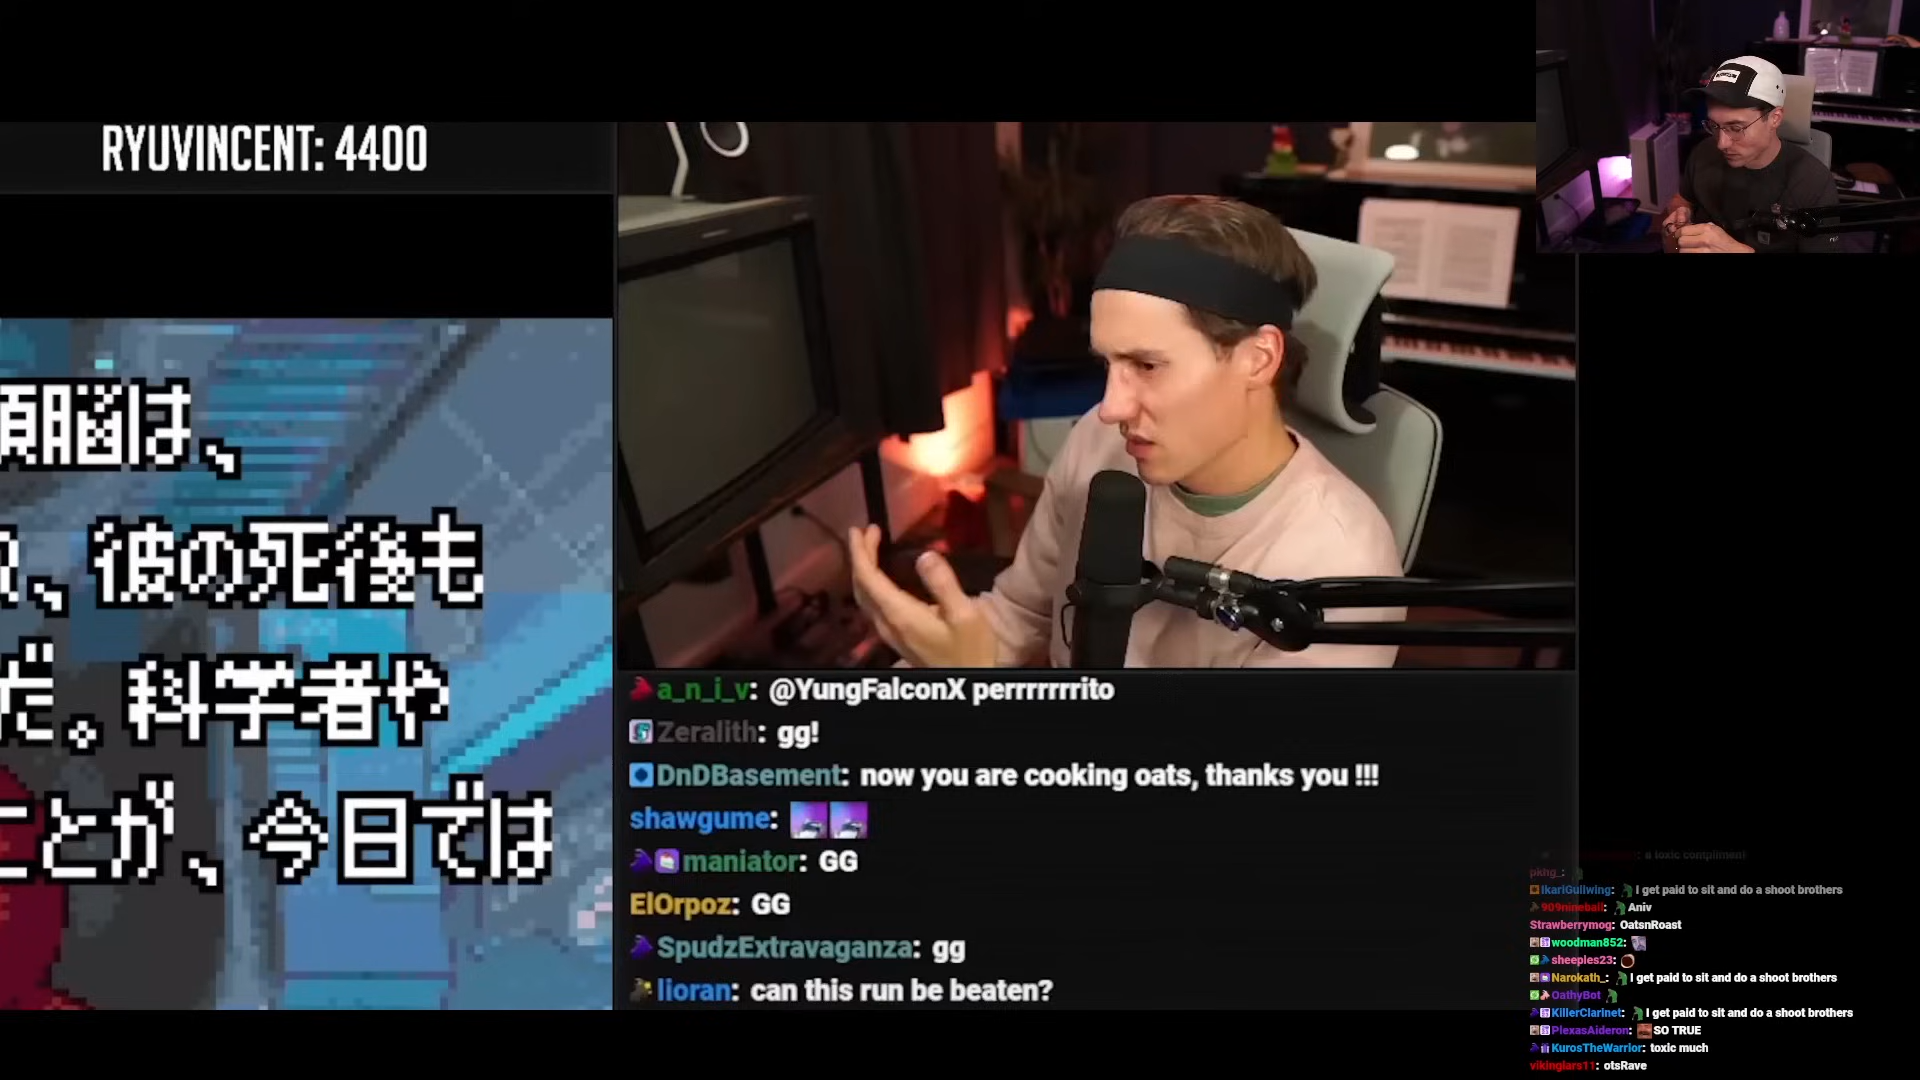 RYUVINCENT: 4400
頭脳は、
、彼の死後も
だ。科学者や
ことが、今日では
a_n_i_v: @YungFalconX perrrrrrrito
Zeralith: gg!
DnDBasement: now you are cooking oats, thanks you !!!
shawgume:
maniator: GG
ElOrpoz: GG
SpudzExtravaganza: gg
lioran: can this run be beaten?
: a toxic compliment
pkhg_:
IkariGullwing: I get paid to sit and do a shoot brothers
909nineball: Aniv
Strawberrymog: OatsnRoast
woodman852:
sheeples23:
Narokath_: I get paid to sit and do a shoot brothers
OathyBot
KillerClarinet: I get paid to sit and do a shoot brothers
PlexasAideron: SO TRUE
KurosTheWarrior: toxic much
vikinglars11: otsRave